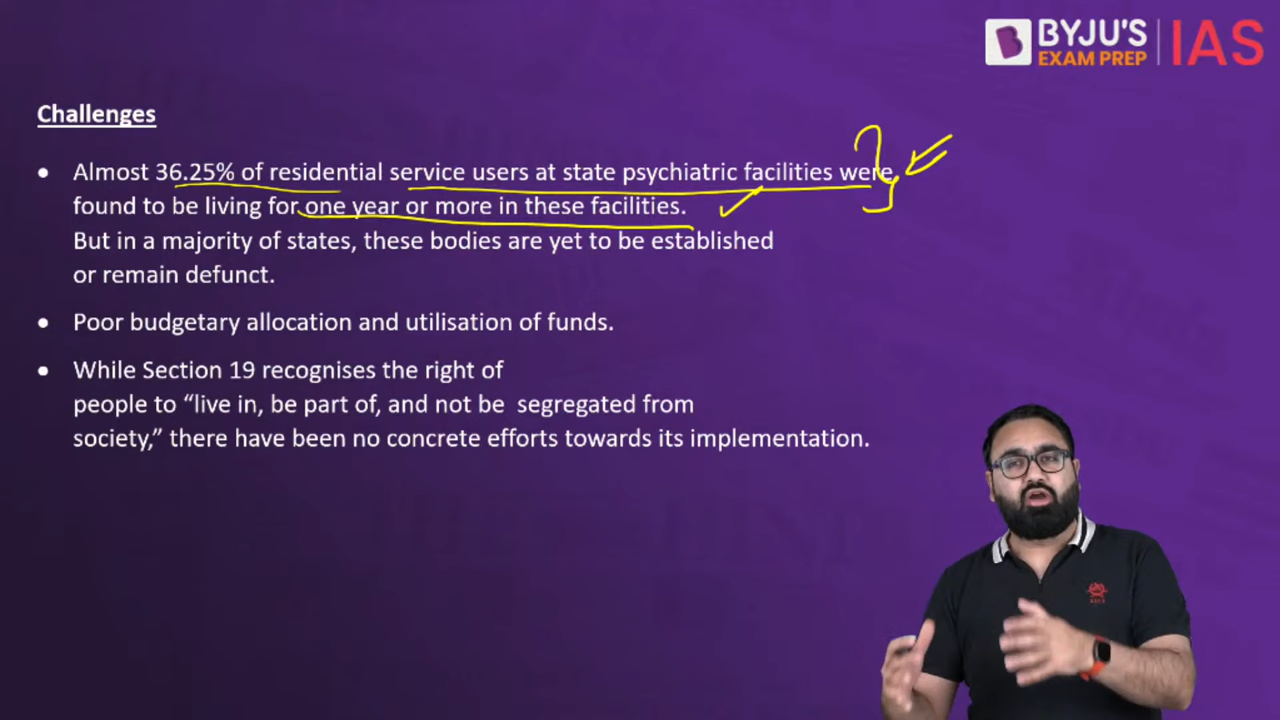 BYJU'S
EXAM PREP
IAS
Challenges
• Almost 36.25% of residential service users at state psychiatric facilities were
found to be living for one year or more in these facilities.
But in a majority of states, these bodies are yet to be established
or remain defunct.
• Poor budgetary allocation and utilisation of funds.
• While Section 19 recognises the right of
people to “live in, be part of, and not be segregated from
society,” there have been no concrete efforts towards its implementation.